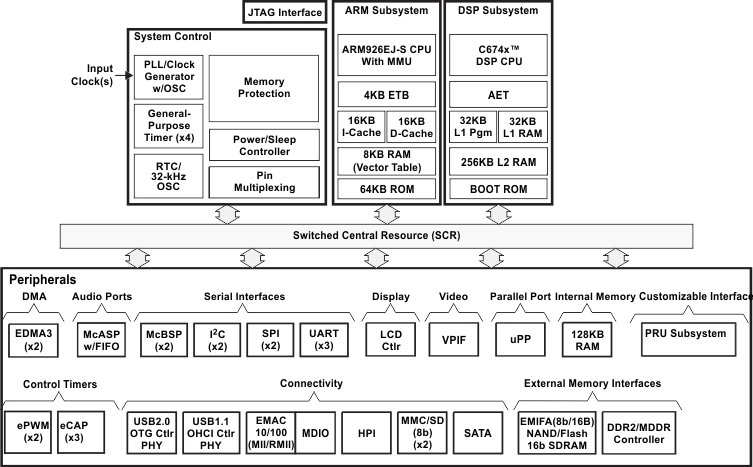 JTAG Interface
System Control
Input
Clock(s)
PLL/Clock
Generator
w/OSC
General-
Purpose
Timer (x4)
RTC/
32-kHz
OSC
Memory
Protection
Power/Sleep
Controller
Pin
Multiplexing
ARM Subsystem
ARM926EJ-S CPU
With MMU
4KB ETB
16KB
I-Cache
16KB
D-Cache
8KB RAM
(Vector Table)
64KB ROM
DSP Subsystem
C674x™
DSP CPU
AET
32KB
L1 Pgm
32KB
L1 RAM
256KB L2 RAM
BOOT ROM
Switched Central Resource (SCR)
Peripherals
DMA
EDMA3
(x2)
Audio Ports
McASP
w/FIFO
Serial Interfaces
McBSP
(x2)
I²C
(x2)
SPI
(x2)
UART
(x3)
Display
LCD
Ctlr
Video
VPIF
Parallel Port
uPP
Internal Memory
128KB
RAM
Customizable Interface
PRU Subsystem
Control Timers
ePWM
(x2)
eCAP
(x3)
Connectivity
USB2.0
OTG Ctlr
PHY
USB1.1
OHCI Ctlr
PHY
EMAC
10/100
(MII/RMII)
MDIO
HPI
MMC/SD
(8b)
(x2)
SATA
External Memory Interfaces
EMIFA(8b/16B)
NAND/Flash
16b SDRAM
DDR2/MDDR
Controller